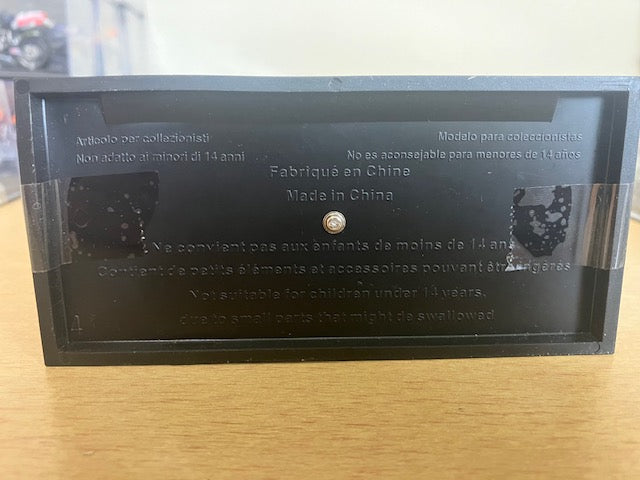 Articolo per collezionisti
Non adatto ai minori di 14 anni
Modelo para coleccionistas
No es aconsejable para menores de 14 años
Fabriqué en Chine
Made in China
Ne convient pas aux enfants de moins de 14 ans
Contient de petits éléments et accessoires pouvant être ingérés
Not suitable for children under 14 years,
due to small parts that might be swallowed
4